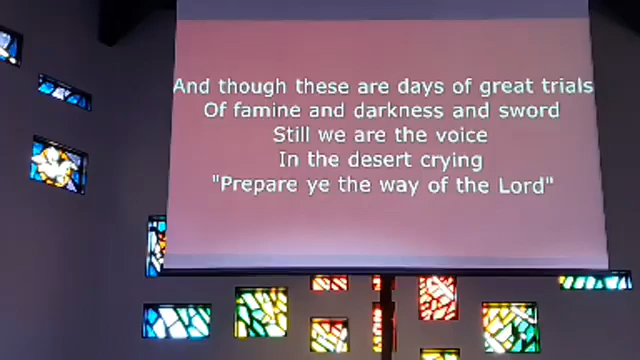 And though these are days of great trials
Of famine and darkness and sword
Still we are the voice
In the desert crying
"Prepare ye the way of the Lord"